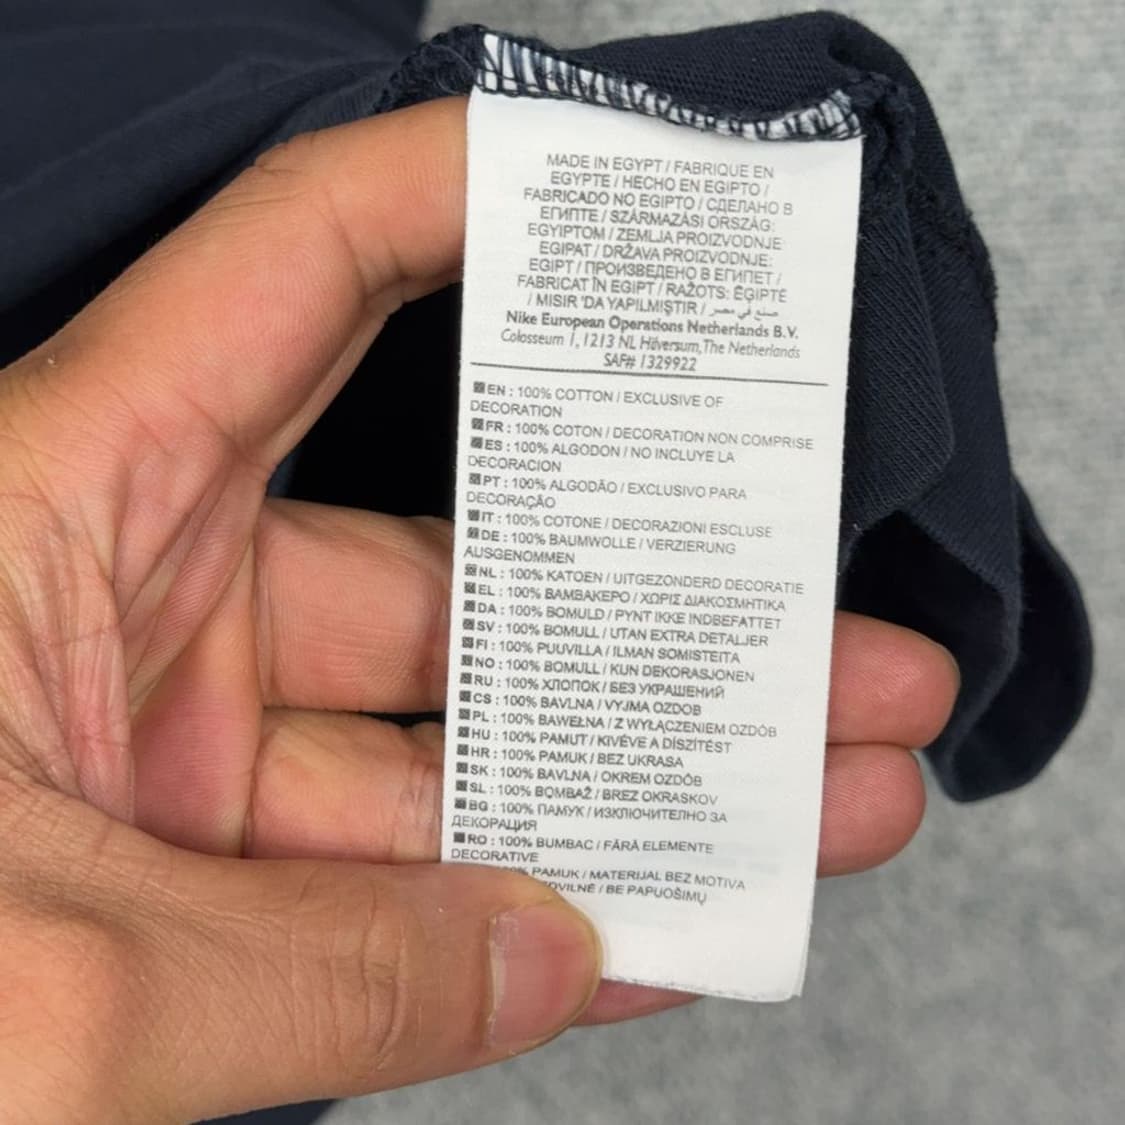 MADE IN EGYPT / FABRIQUE EN
EGYPTE / HECHO EN EGIPTO /
FABRICADO NO EGIPTO / СДЕЛАНО В
ЕГИПТЕ / SZÁRMAZÁSI ORSZÁG:
EGYIPTOM / ZEMLJA PROIZVODNJE:
EGIPAT / DRŽAVA PROIZVODNJE:
EGIPT / ПРОИЗВЕДЕНО В ЕГИПЕТ /
FABRICAT ÎN EGIPT / RAŽOTS: ĒĢIPTĒ
/ MISIR 'DA YAPILMIŞTIR / صنع في مصر
Nike European Operations Netherlands B.V.
Colosseum 1, 1213 NL Hilversum, The Netherlands
SAF# 1329922
EN : 100% COTTON / EXCLUSIVE OF
DECORATION
FR : 100% COTON / DECORATION NON COMPRISE
ES : 100% ALGODON / NO INCLUYE LA
DECORACION
PT : 100% ALGODÃO / EXCLUSIVO PARA
DECORAÇÃO
IT : 100% COTONE / DECORAZIONI ESCLUSE
DE : 100% BAUMWOLLE / VERZIERUNG
AUSGENOMMEN
NL : 100% KATOEN / UITGEZONDERD DECORATIE
EL : 100% ΒΑΜΒΑΚΕΡΟ / ΧΩΡΙΣ ΔΙΑΚΟΣΜΗΤΙΚΑ
DA : 100% BOMULD / PYNT IKKE INDBEFATTET
SV : 100% BOMULL / UTAN EXTRA DETALJER
FI : 100% PUUVILLA / ILMAN SOMISTEITA
NO : 100% BOMULL / KUN DEKORASJONEN
RU : 100% ХЛОПОК / БЕЗ УКРАШЕНИЙ
CS : 100% BAVLNA / VYJMA OZDOB
PL : 100% BAWEŁNA / Z WYŁĄCZENIEM OZDÓB
HU : 100% PAMUT / KIVÉVE A DÍSZÍTÉST
HR : 100% PAMUK / BEZ UKRASA
SK : 100% BAVLNA / OKREM OZDÔB
SL : 100% BOMBAŽ / BREZ OKRASKOV
BG : 100% ПАМУК / ИЗКЛЮЧИТЕЛНО ЗА
ДЕКОРАЦИЯ
RO : 100% BUMBAC / FĂRĂ ELEMENTE
DECORATIVE
PAMUK / MATERIJAL BEZ MOTIVA
/ BE PAPUOŠIMŲ